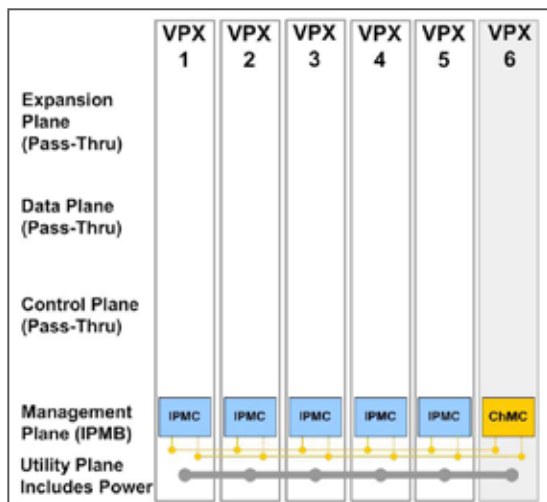 VPX VPX VPX VPX VPX VPX
1 2 3 4 5 6
Expansion
Plane
(Pass-Thru)
Data Plane
(Pass-Thru)
Control Plane
(Pass-Thru)
Management
Plane (IPMB)
IPMC IPMC IPMC IPMC IPMC ChMC
Utility Plane
Includes Power